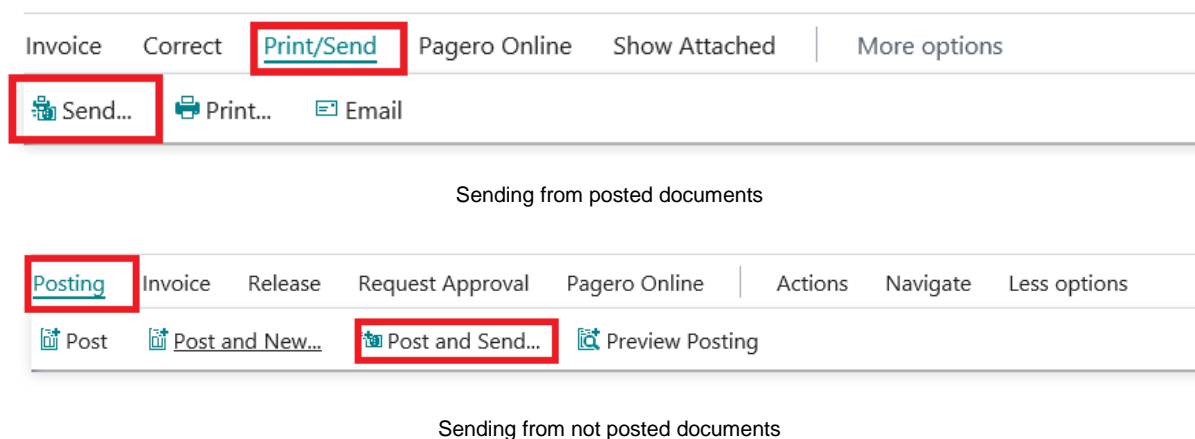 Invoice Correct Print/Send Pagero Online Show Attached More options
Send... Print... Email
Sending from posted documents
Posting Invoice Release Request Approval Pagero Online Actions Navigate Less options
Post Post and New... Post and Send... Preview Posting
Sending from not posted documents